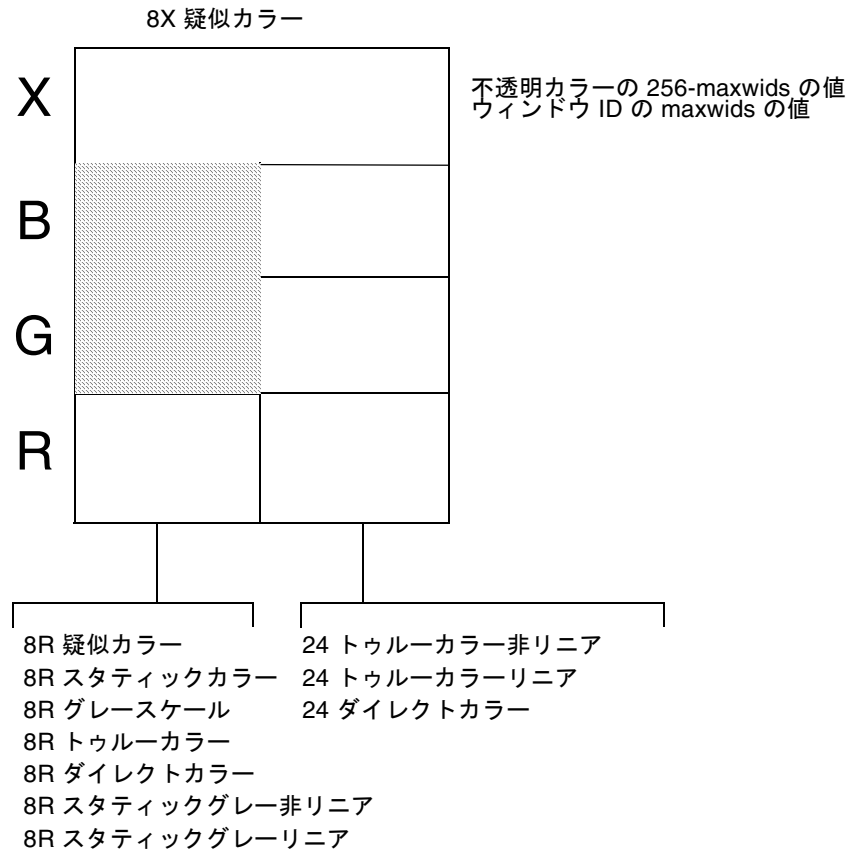 8X 疑似カラー
X
不透明カラーの 256-maxwids の値
ウィンドウ ID の maxwids の値
B
G
R
8R 疑似カラー
8R スタティックカラー
8R グレースケール
8R トゥルーカラー
8R ダイレクトカラー
8R スタティックグレー非リニア
8R スタティックグレーリニア
24 トゥルーカラー非リニア
24 トゥルーカラーリニア
24 ダイレクトカラー